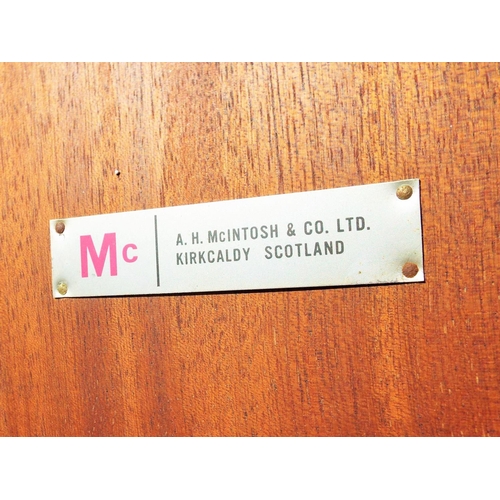 Mc
A. H. McINTOSH & CO. LTD.
KIRKCALDY SCOTLAND